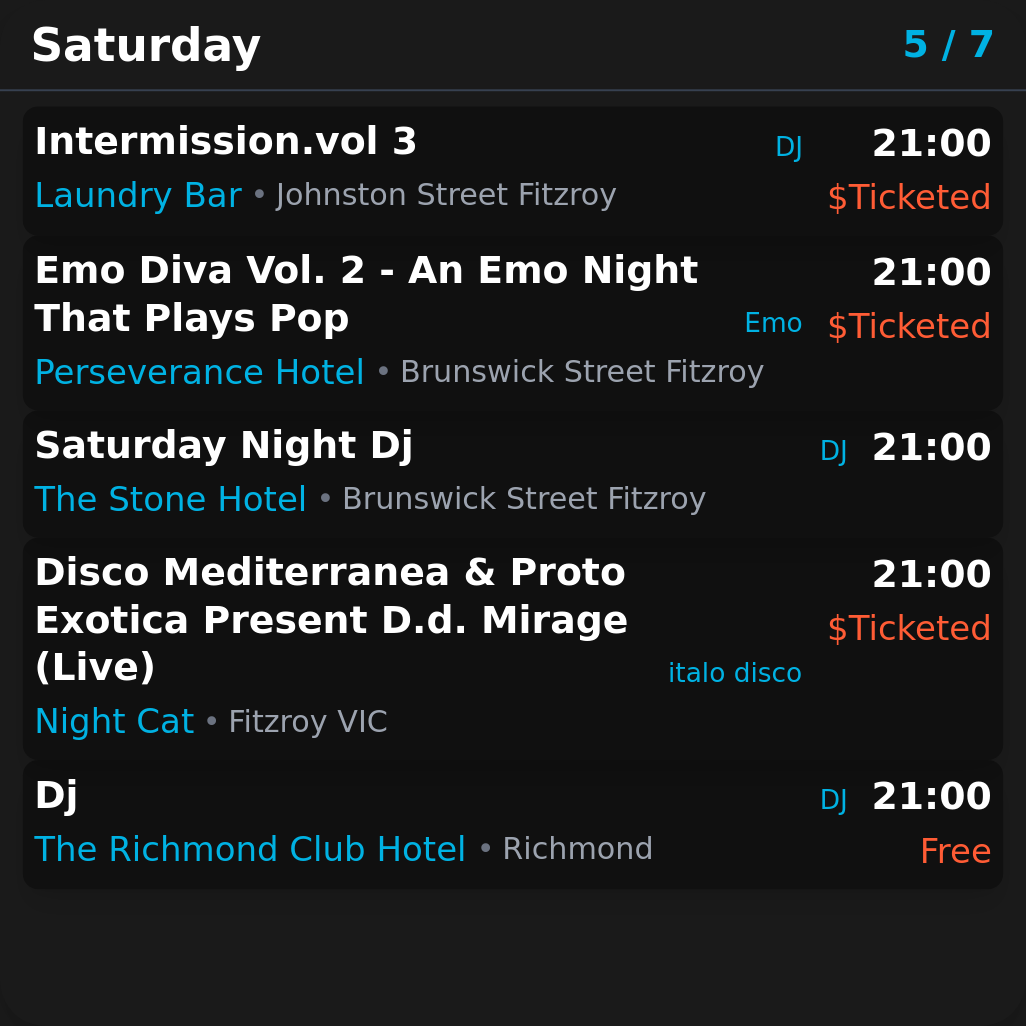 Saturday 5 / 7
Intermission.vol 3 DJ 21:00
Laundry Bar • Johnston Street Fitzroy $Ticketed
Emo Diva Vol. 2 - An Emo Night 21:00
That Plays Pop Emo $Ticketed
Perseverance Hotel • Brunswick Street Fitzroy
Saturday Night Dj DJ 21:00
The Stone Hotel • Brunswick Street Fitzroy
Disco Mediterranea & Proto 21:00
Exotica Present D.d. Mirage $Ticketed
(Live) italo disco
Night Cat • Fitzroy VIC
Dj DJ 21:00
The Richmond Club Hotel • Richmond Free